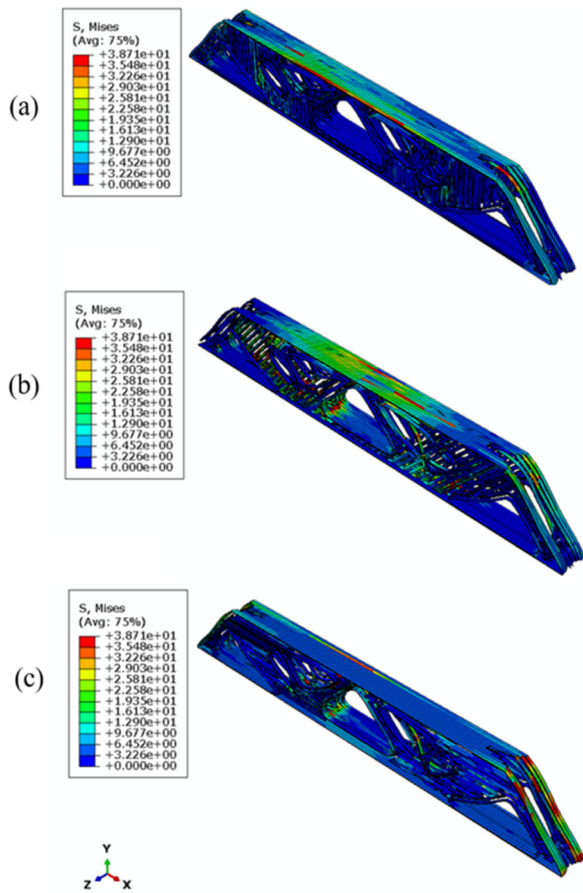 (a)
S, Mises
(Avg: 75%)
+3.871e+01
+3.548e+01
+3.226e+01
+2.903e+01
+2.581e+01
+2.258e+01
+1.935e+01
+1.613e+01
+1.290e+01
+9.677e+00
+6.452e+00
+3.226e+00
+0.000e+00
(b)
S, Mises
(Avg: 75%)
+3.871e+01
+3.548e+01
+3.226e+01
+2.903e+01
+2.581e+01
+2.258e+01
+1.935e+01
+1.613e+01
+1.290e+01
+9.677e+00
+6.452e+00
+3.226e+00
+0.000e+00
(c)
S, Mises
(Avg: 75%)
+3.871e+01
+3.548e+01
+3.226e+01
+2.903e+01
+2.581e+01
+2.258e+01
+1.935e+01
+1.613e+01
+1.290e+01
+9.677e+00
+6.452e+00
+3.226e+00
+0.000e+00
Y
Z X